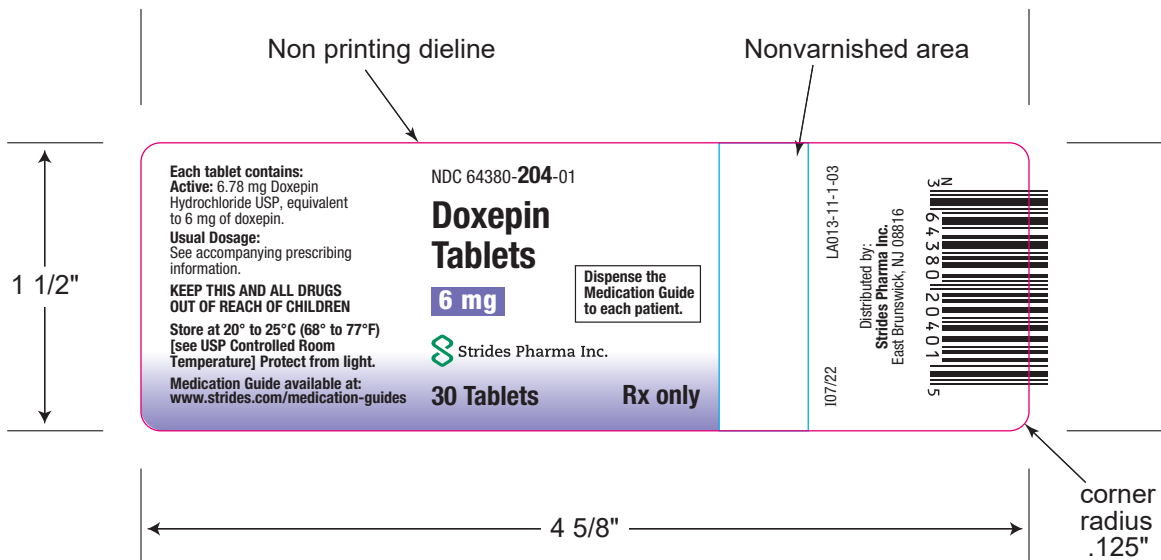 Non printing dieline
Nonvarnished area
1 1/2"
Each tablet contains:
Active: 6.78 mg Doxepin
Hydrochloride USP, equivalent
to 6 mg of doxepin.
Usual Dosage:
See accompanying prescribing
information.
KEEP THIS AND ALL DRUGS
OUT OF REACH OF CHILDREN
Store at 20° to 25°C (68° to 77°F)
[see USP Controlled Room
Temperature] Protect from light.
Medication Guide available at:
www.strides.com/medication-guides
NDC 64380-204-01
Doxepin
Tablets
6 mg
Dispense the
Medication Guide
to each patient.
Strides Pharma Inc.
30 Tablets
Rx only
I07/22
LA013-11-1-03
Distributed by:
Strides Pharma Inc.
East Brunswick, NJ 08816
N
3 64380 20401 5
4 5/8"
corner
radius
.125"